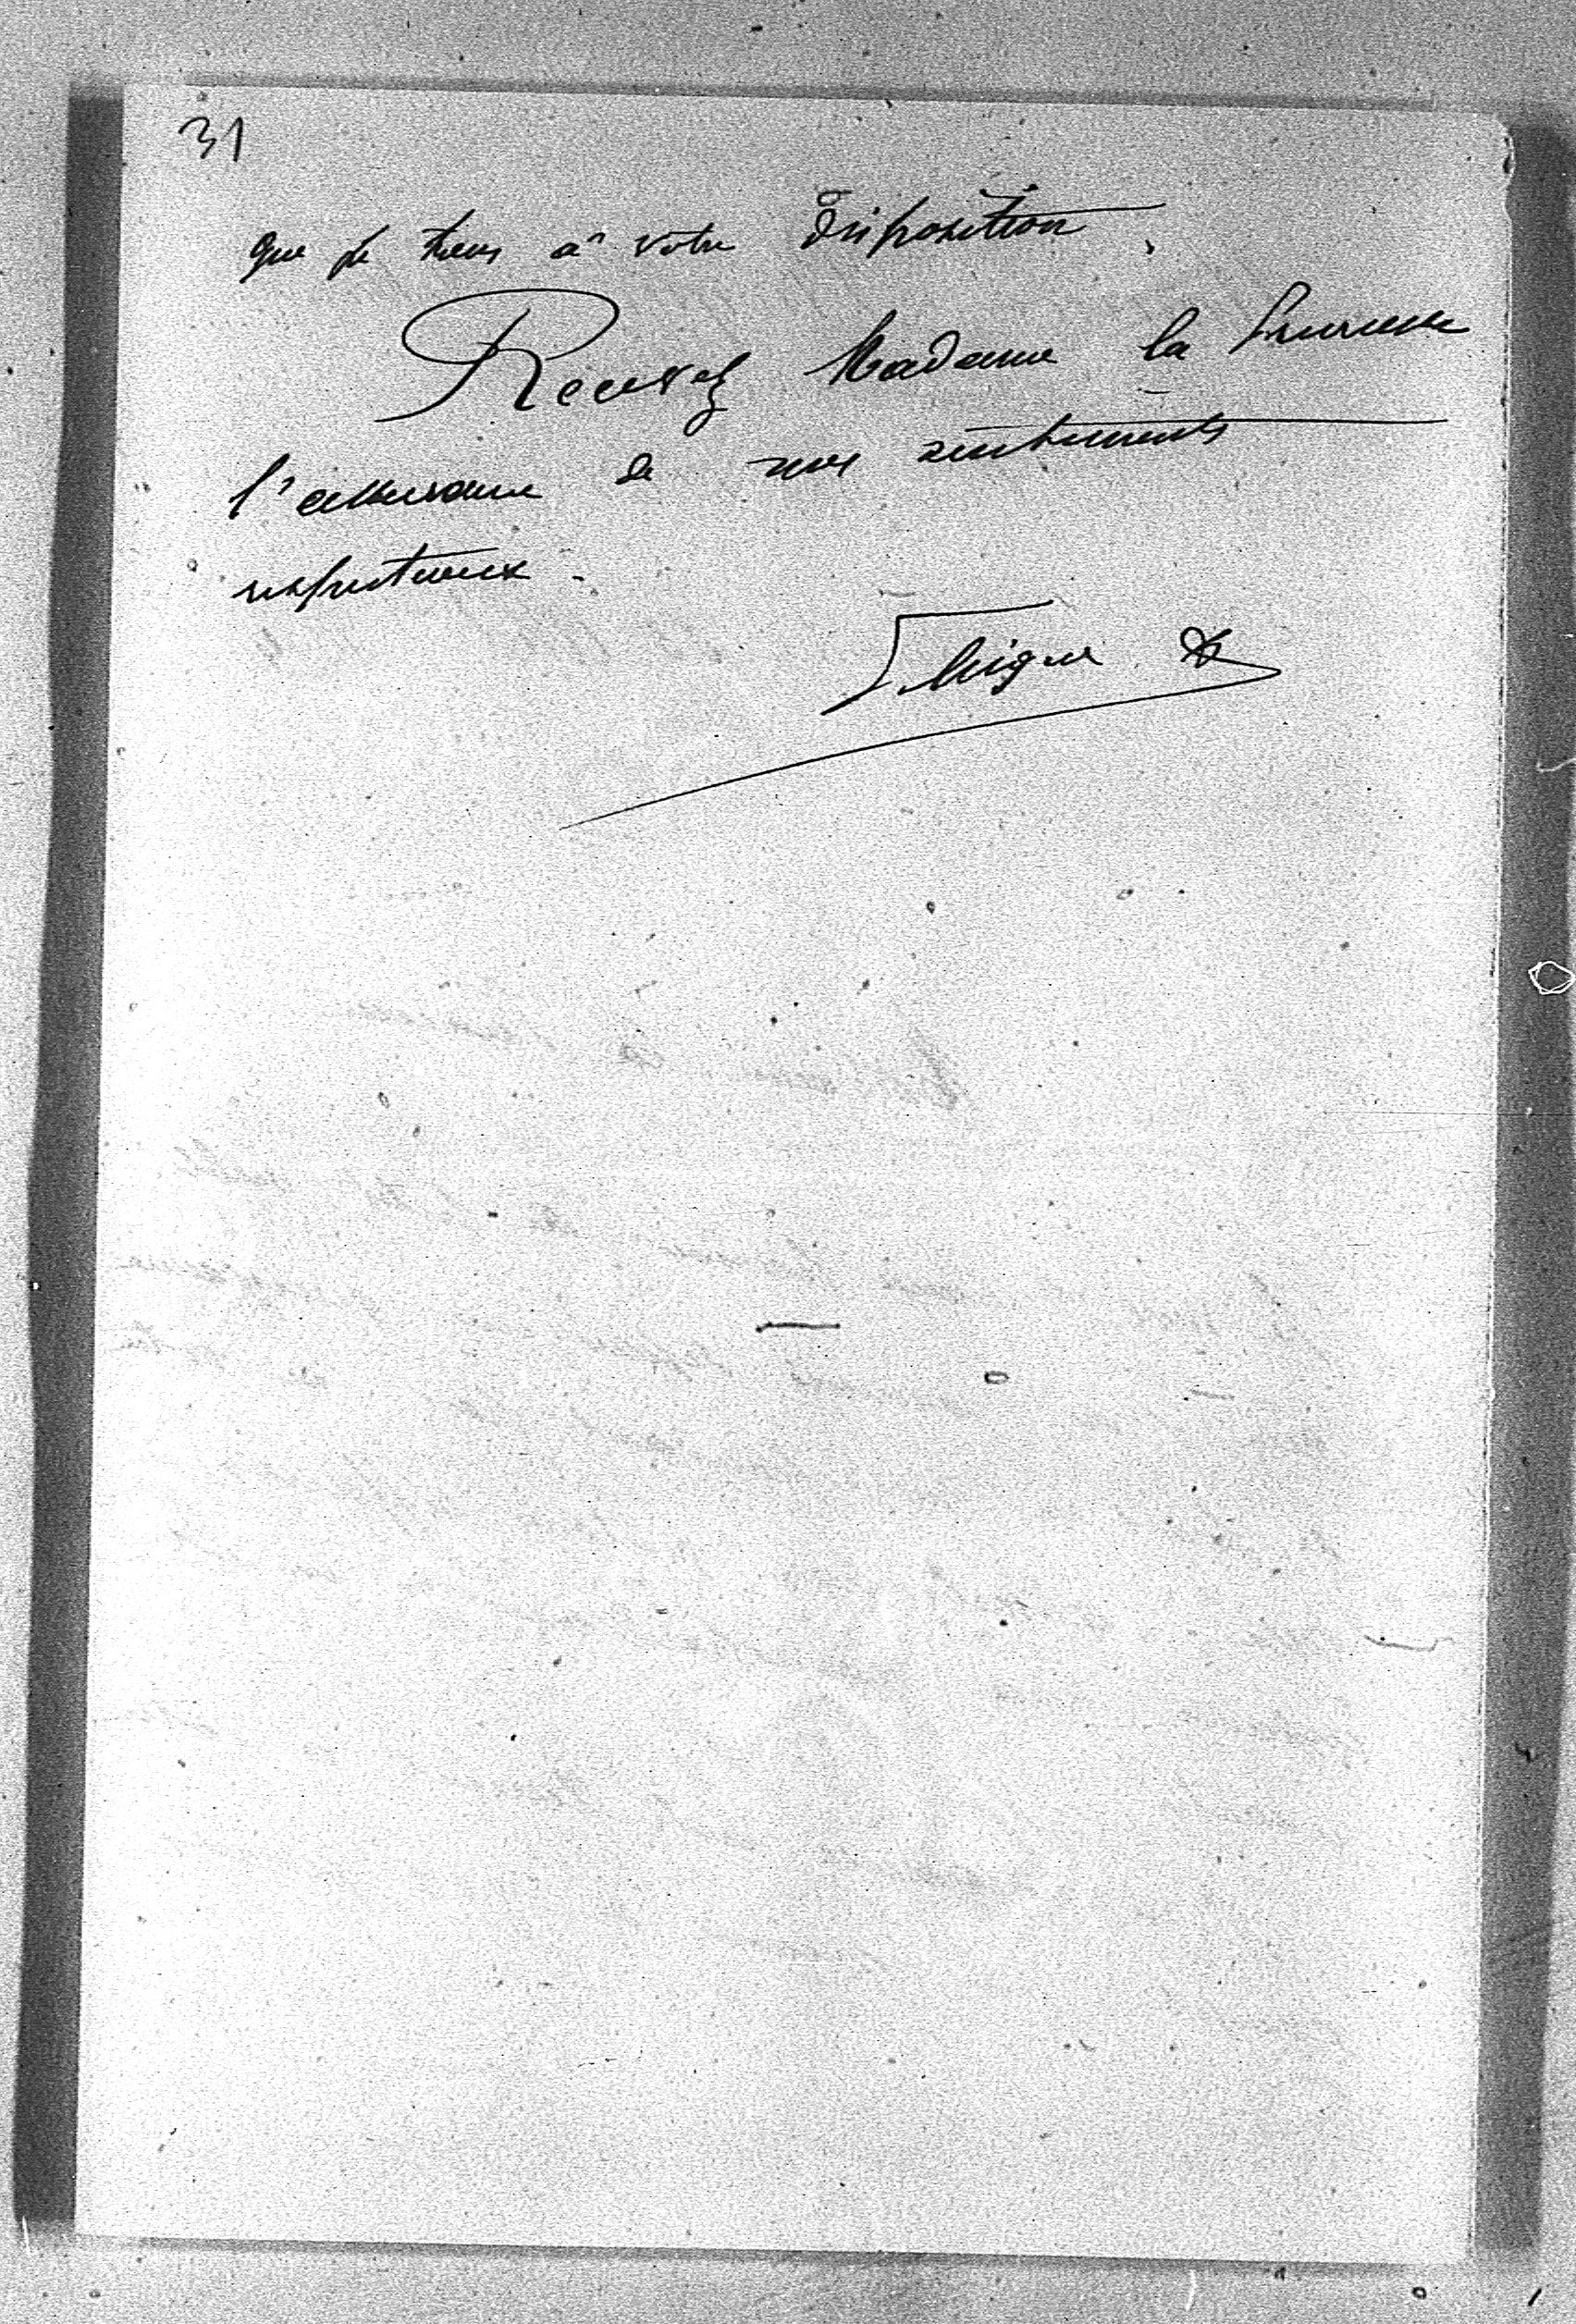 31
que je tiens à votre disposition.
Recevez Madame la Princesse
l'assurance de mes sentiments
respectueux.